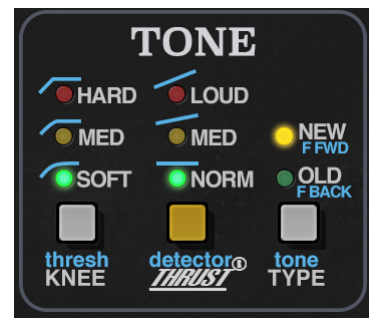 TONE
HARD LOUD
MED MED NEW
F FWD
SOFT NORM OLD
F BACK
thresh detector® tone
KNEE THRUST TYPE